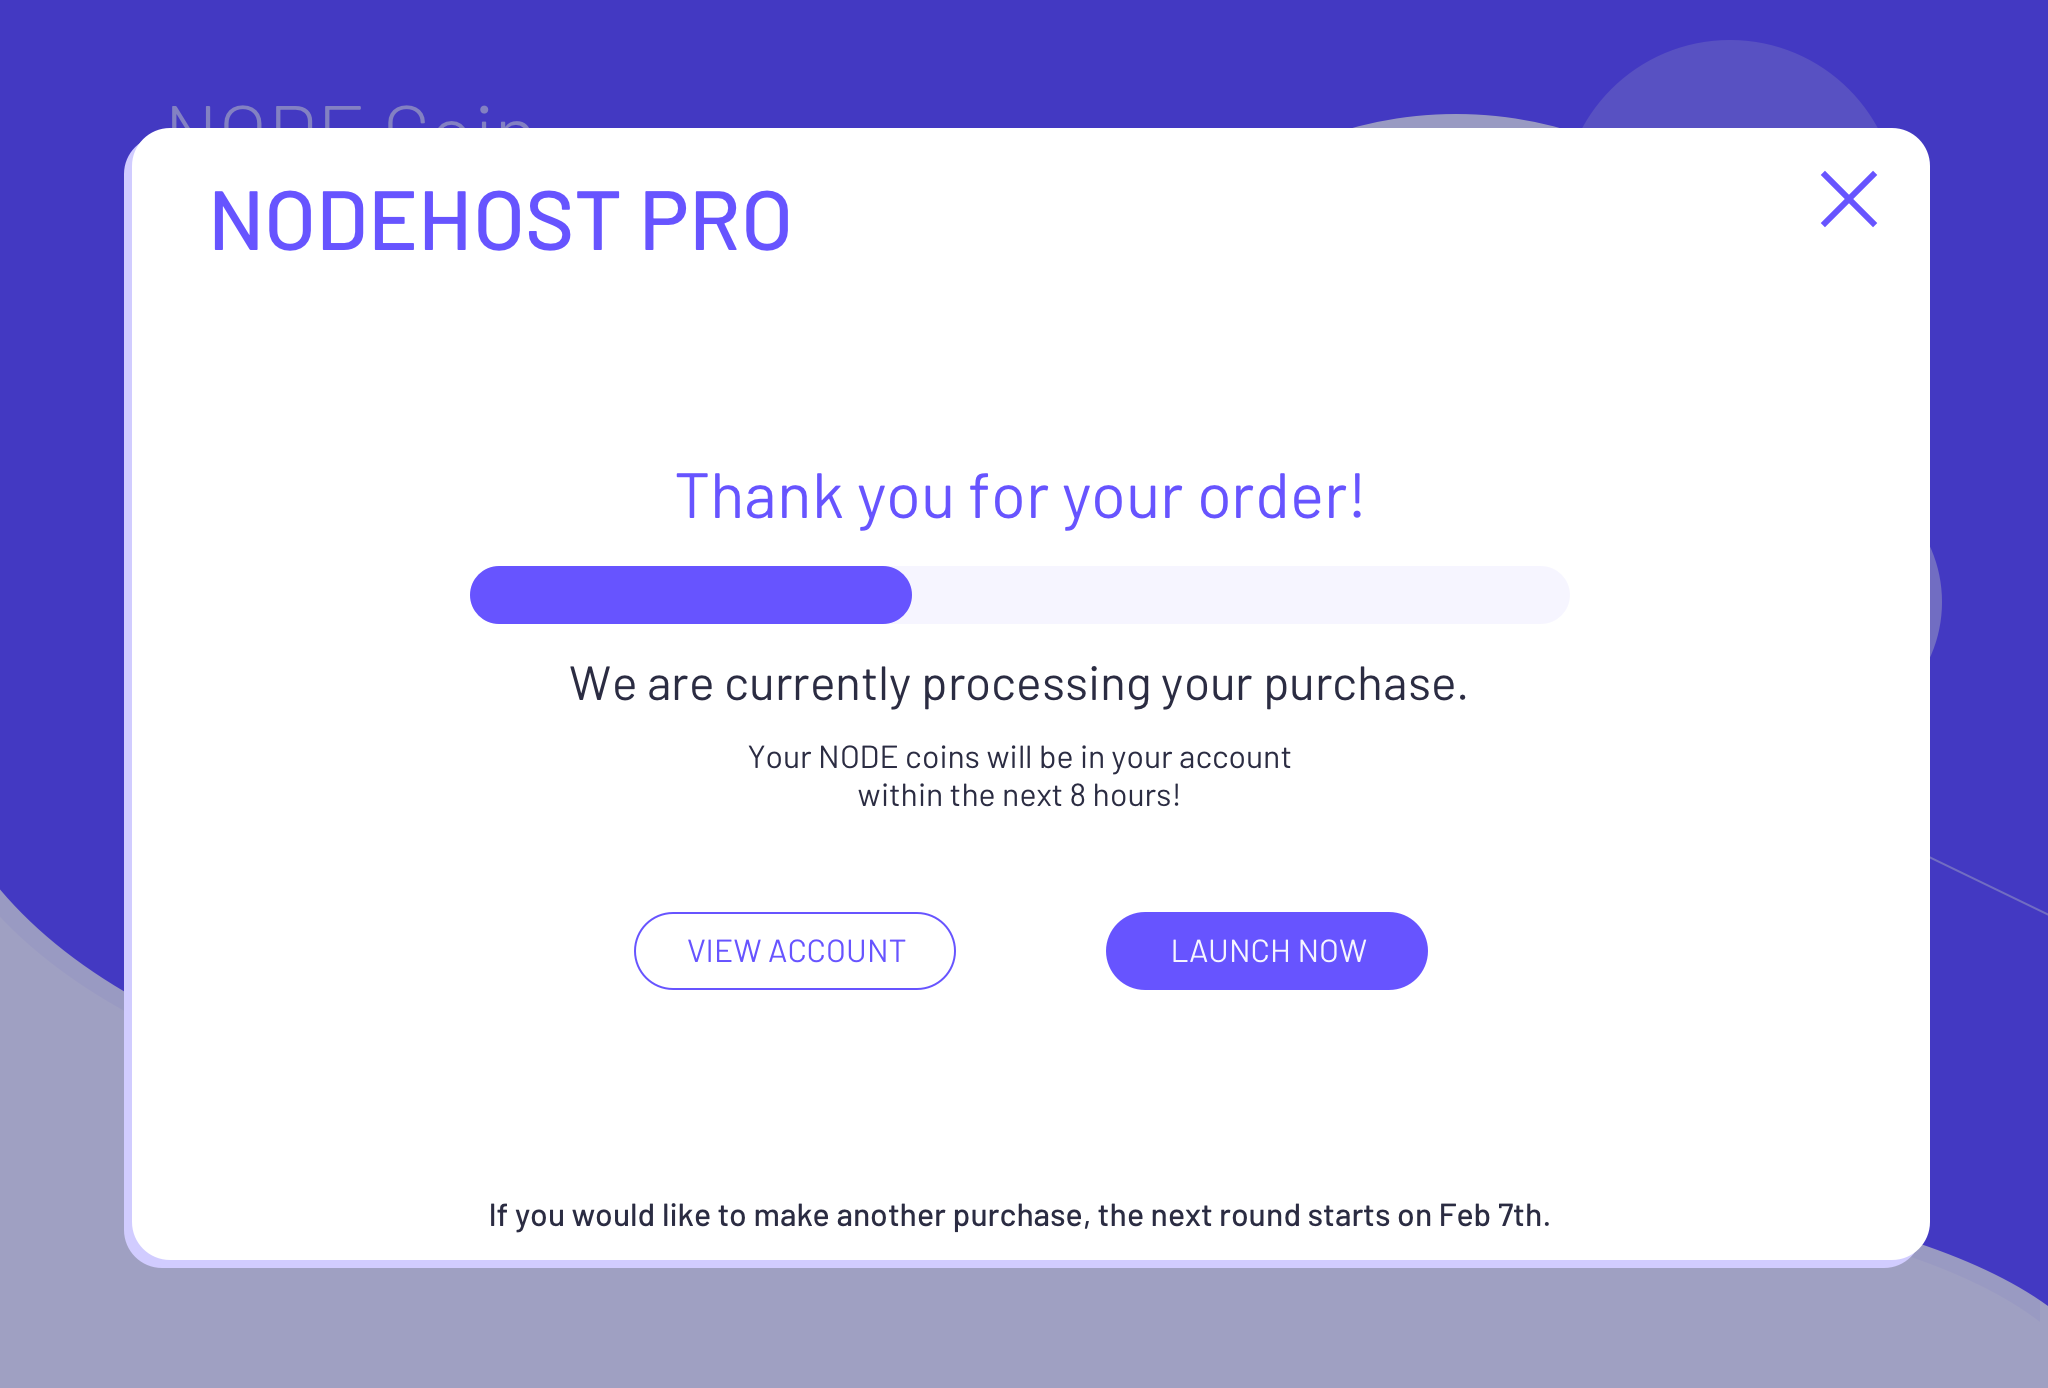 NODE Coin
NODEHOST PRO
Thank you for your order!
We are currently processing your purchase.
Your NODE coins will be in your account
within the next 8 hours!
VIEW ACCOUNT
LAUNCH NOW
If you would like to make another purchase, the next round starts on Feb 7th.